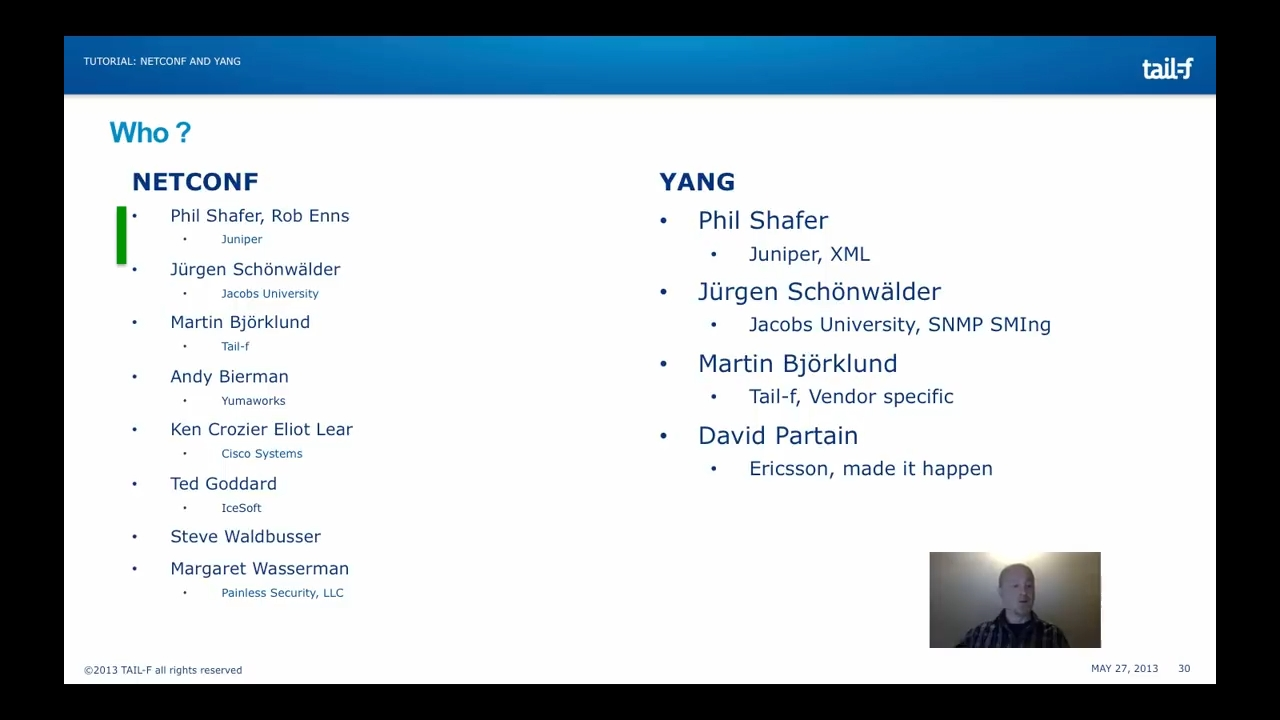 TUTORIAL: NETCONF AND YANG
tail-f
Who ?
NETCONF
• Phil Shafer, Rob Enns
• Juniper
• Jürgen Schönwälder
• Jacobs University
• Martin Björklund
• Tail-f
• Andy Bierman
• Yumaworks
• Ken Crozier Eliot Lear
• Cisco Systems
• Ted Goddard
• IceSoft
• Steve Waldbusser
• Margaret Wasserman
• Painless Security, LLC
YANG
• Phil Shafer
• Juniper, XML
• Jürgen Schönwälder
• Jacobs University, SNMP SMIng
• Martin Björklund
• Tail-f, Vendor specific
• David Partain
• Ericsson, made it happen
©2013 TAIL-F all rights reserved
MAY 27, 2013 30